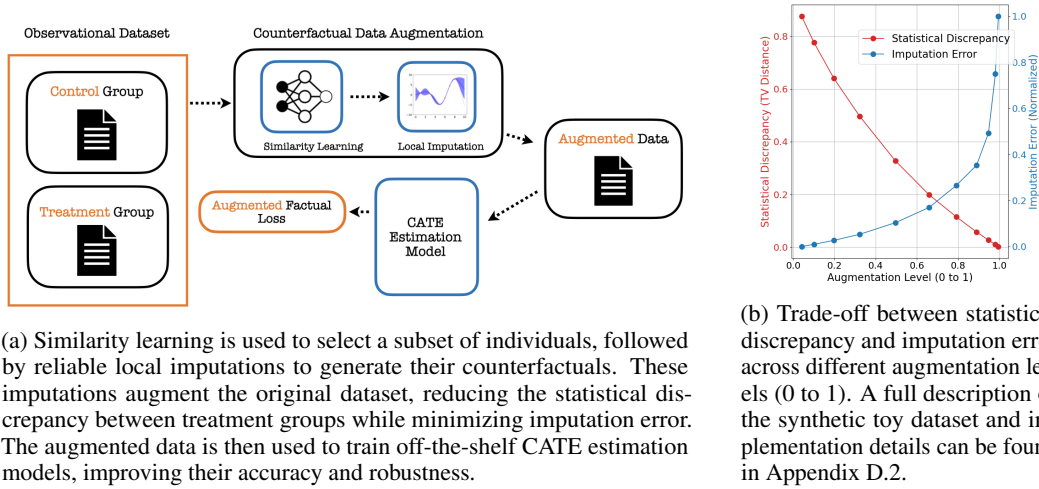 Observational Dataset
Control Group
Treatment Group
Counterfactual Data Augmentation
Similarity Learning
Local Imputation
Augmented Data
CATE
Estimation
Model
Augmented Factual
Loss
(a) Similarity learning is used to select a subset of individuals, followed
by reliable local imputations to generate their counterfactuals. These
imputations augment the original dataset, reducing the statistical dis-
crepancy between treatment groups while minimizing imputation error.
The augmented data is then used to train off-the-shelf CATE estimation
models, improving their accuracy and robustness.
Statistical Discrepancy (TV Distance)
0.8
0.6
0.4
0.2
0.0
Statistical Discrepancy
Imputation Error
1.0
0.8
0.6
0.4
0.2
0.0
Imputation Error (Normalized)
0.0 0.2 0.4 0.6 0.8 1.0
Augmentation Level (0 to 1)
(b) Trade-off between statistic
discrepancy and imputation err
across different augmentation le
els (0 to 1). A full description
the synthetic toy dataset and i
plementation details can be foun
in Appendix D.2.